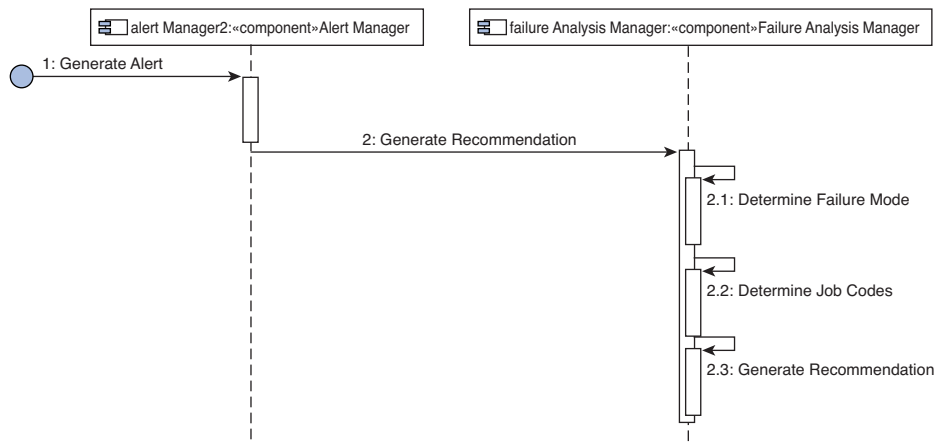 alert Manager2:«component»Alert Manager
failure Analysis Manager:«component»Failure Analysis Manager
1: Generate Alert
2: Generate Recommendation
2.1: Determine Failure Mode
2.2: Determine Job Codes
2.3: Generate Recommendation